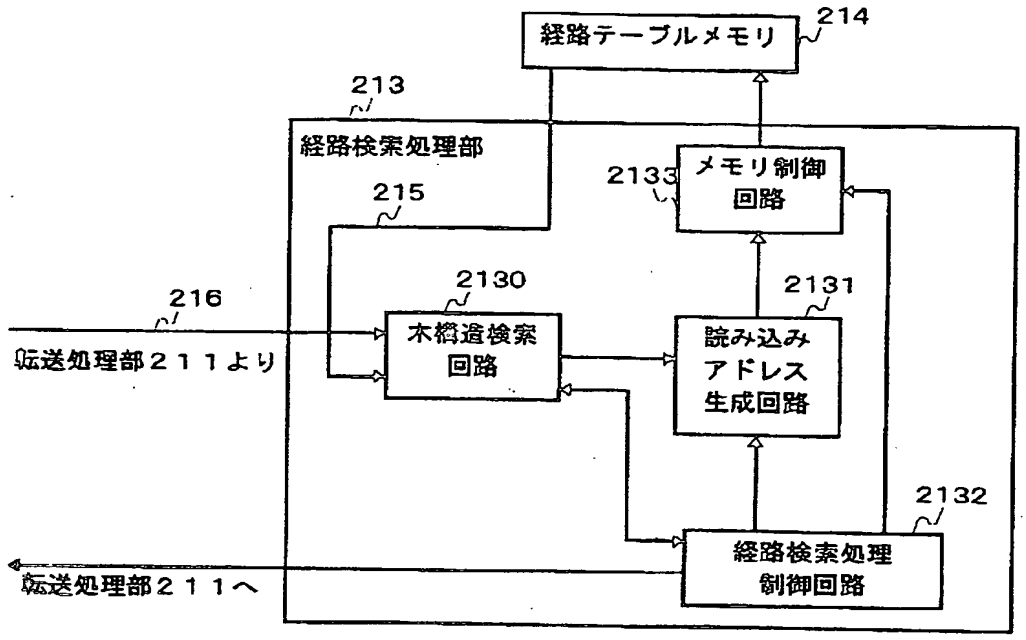 214
経路テーブルメモリ
213
経路検索処理部
2133
メモリ制御
回路
215
2130
2131
216
木構造検索
回路
読み込み
アドレス
生成回路
転送処理部211より
2132
経路検索処理
制御回路
転送処理部211へ